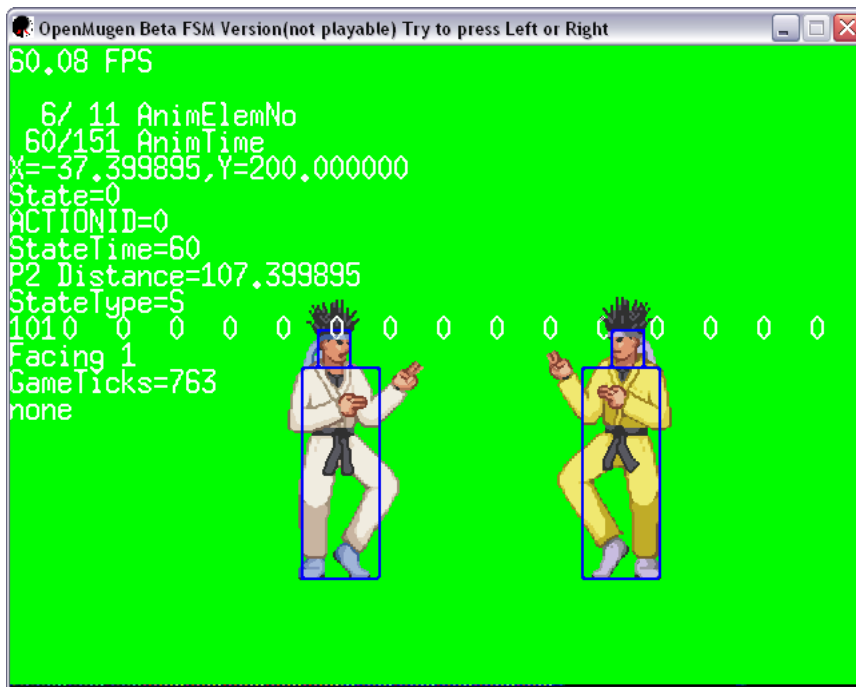 OpenMugen Beta FSM Version(not playable) Try to press Left or Right
60.08 FPS
6/ 11 AnimElemNo
60/151 AnimTime
X=-37.399895,Y=200.000000
State=0
ACTIONID=0
StateTime=60
P2 Distance=107.399895
StateType=S
1010 0 0 0 0 0 0 0 0 0 0 0 0 0 0
Facing 1
GameTicks=763
none